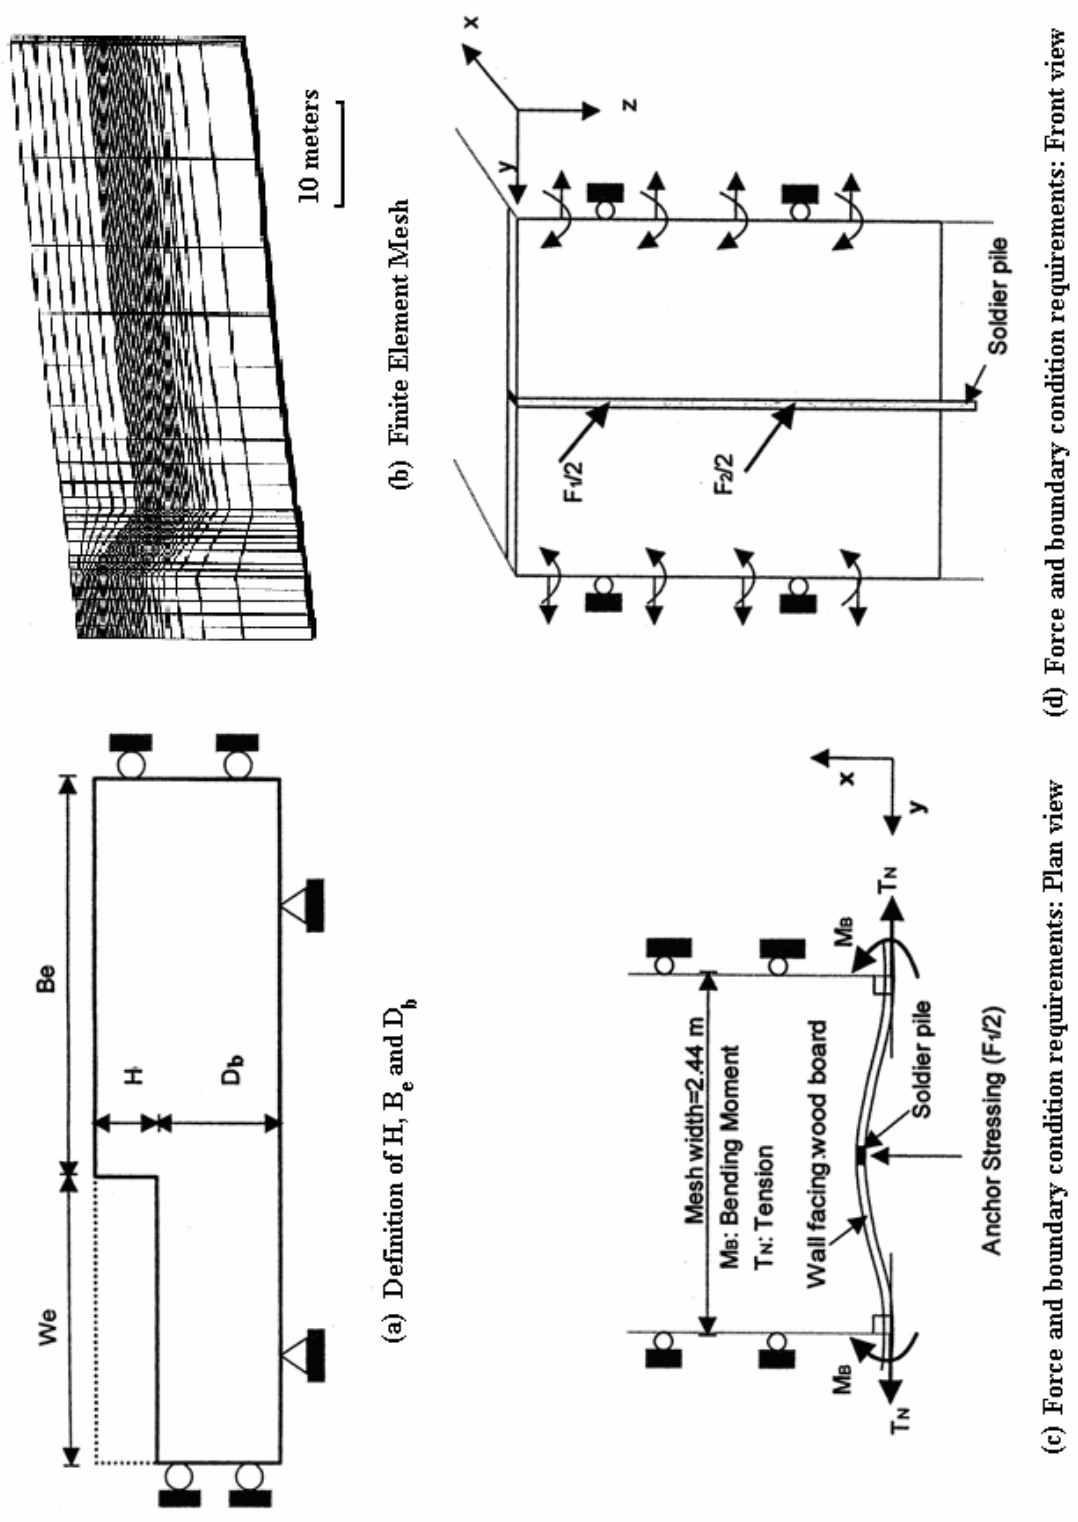 We
Be
H
Db
(a) Definition of H, Be and Db
10 meters
(b) Finite Element Mesh
Mesh width=2.44 m
MB: Bending Moment
TN: Tension
Wall facing:wood board
MB
MB
TN
TN
Soldier pile
Anchor Stressing (F1/2)
x
y
(c) Force and boundary condition requirements: Plan view
x
y
z
F1/2
F2/2
Soldier pile
(d) Force and boundary condition requirements: Front view